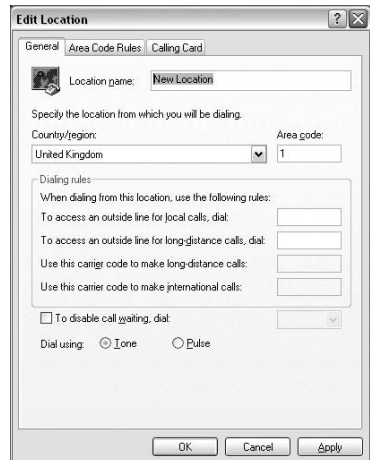 Edit Location
General Area Code Rules Calling Card
Location name: New Location
Specify the location from which you will be dialing.
Country/region: Area code:
United Kingdom 1
Dialing rules
When dialing from this location, use the following rules:
To access an outside line for local calls, dial:
To access an outside line for long-distance calls, dial:
Use this carrier code to make long-distance calls:
Use this carrier code to make international calls:
To disable call waiting, dial:
Dial using: Tone Pulse
OK Cancel Apply